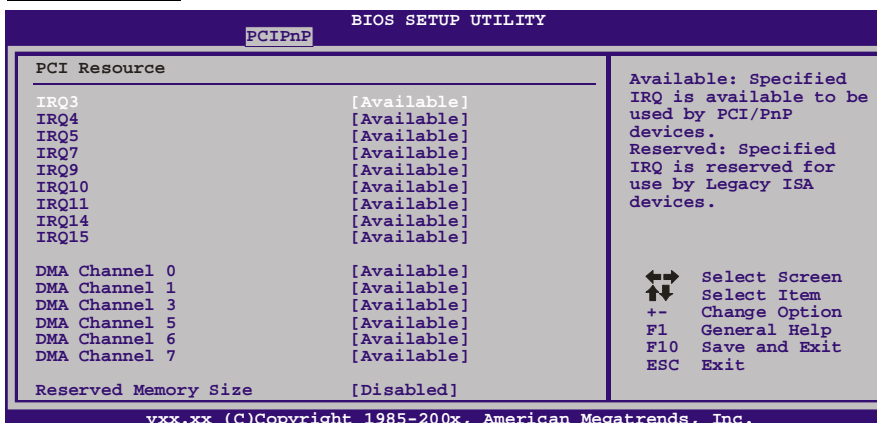 BIOS SETUP UTILITY
PCIPnP
PCI Resource
IRQ3 [Available]
IRQ4 [Available]
IRQ5 [Available]
IRQ7 [Available]
IRQ9 [Available]
IRQ10 [Available]
IRQ11 [Available]
IRQ14 [Available]
IRQ15 [Available]
DMA Channel 0 [Available]
DMA Channel 1 [Available]
DMA Channel 3 [Available]
DMA Channel 5 [Available]
DMA Channel 6 [Available]
DMA Channel 7 [Available]
Reserved Memory Size [Disabled]
Available: Specified
IRQ is available to be
used by PCI/PnP
devices.
Reserved: Specified
IRQ is reserved for
use by Legacy ISA
devices.
Select Screen
Select Item
+- Change Option
F1 General Help
F10 Save and Exit
ESC Exit
vxx.xx (C)Copyright 1985-200x, American Megatrends, Inc.